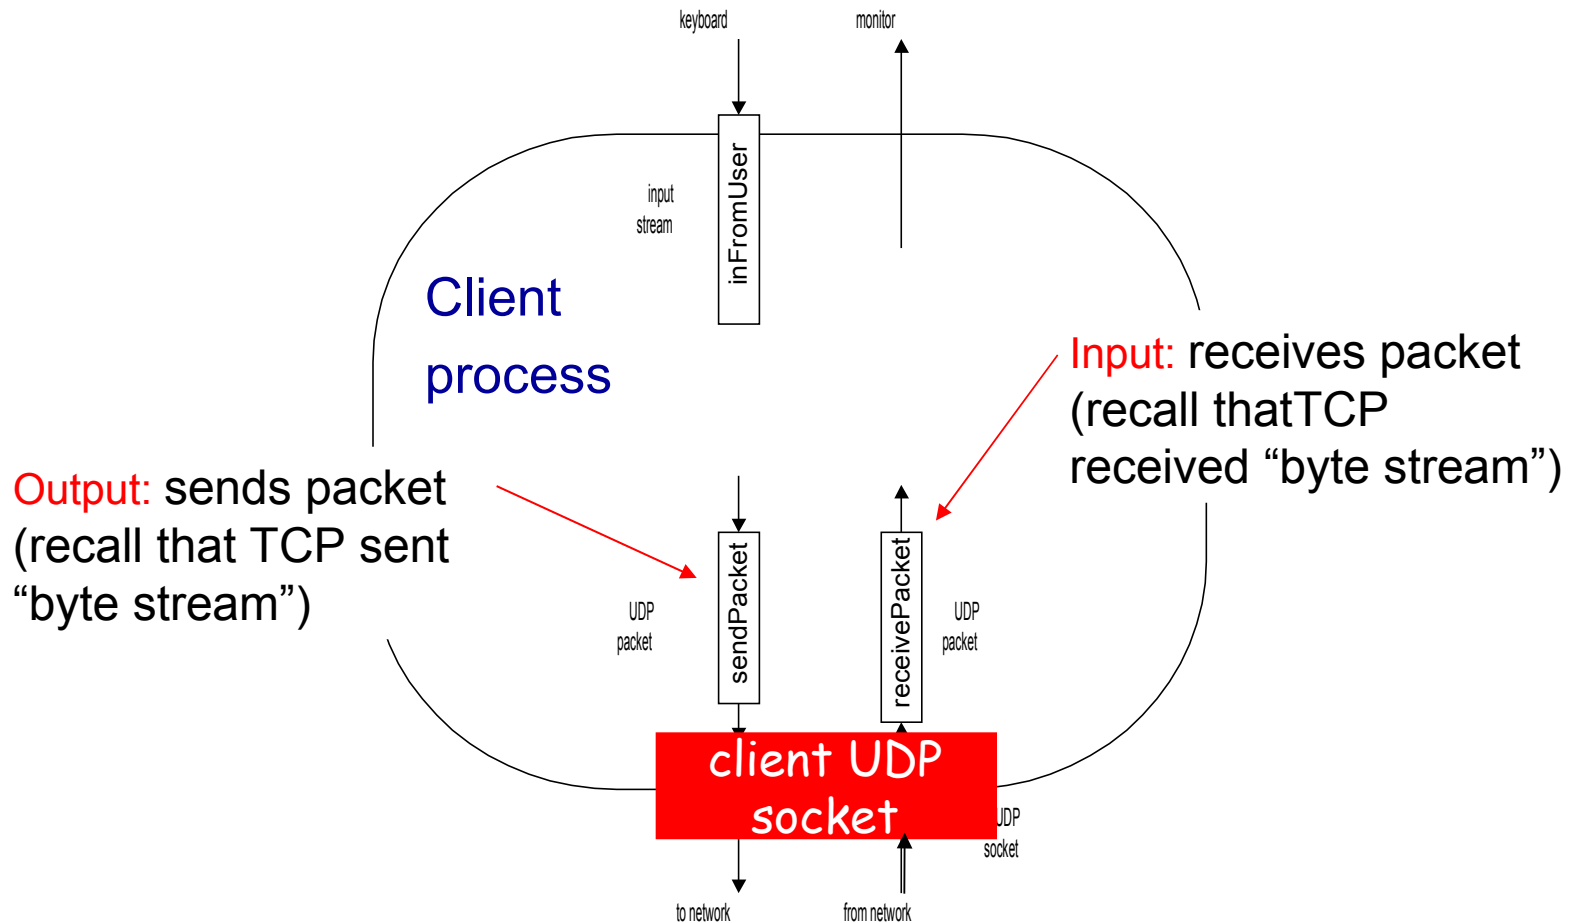 keyboard
monitor
inFromUser
input
stream
Client
process
Input: receives packet
(recall thatTCP
received “byte stream”)
Output: sends packet
(recall that TCP sent
“byte stream”)
sendPacket
receivePacket
UDP
packet
UDP
packet
client UDP
socket
UDP
socket
to network
from network